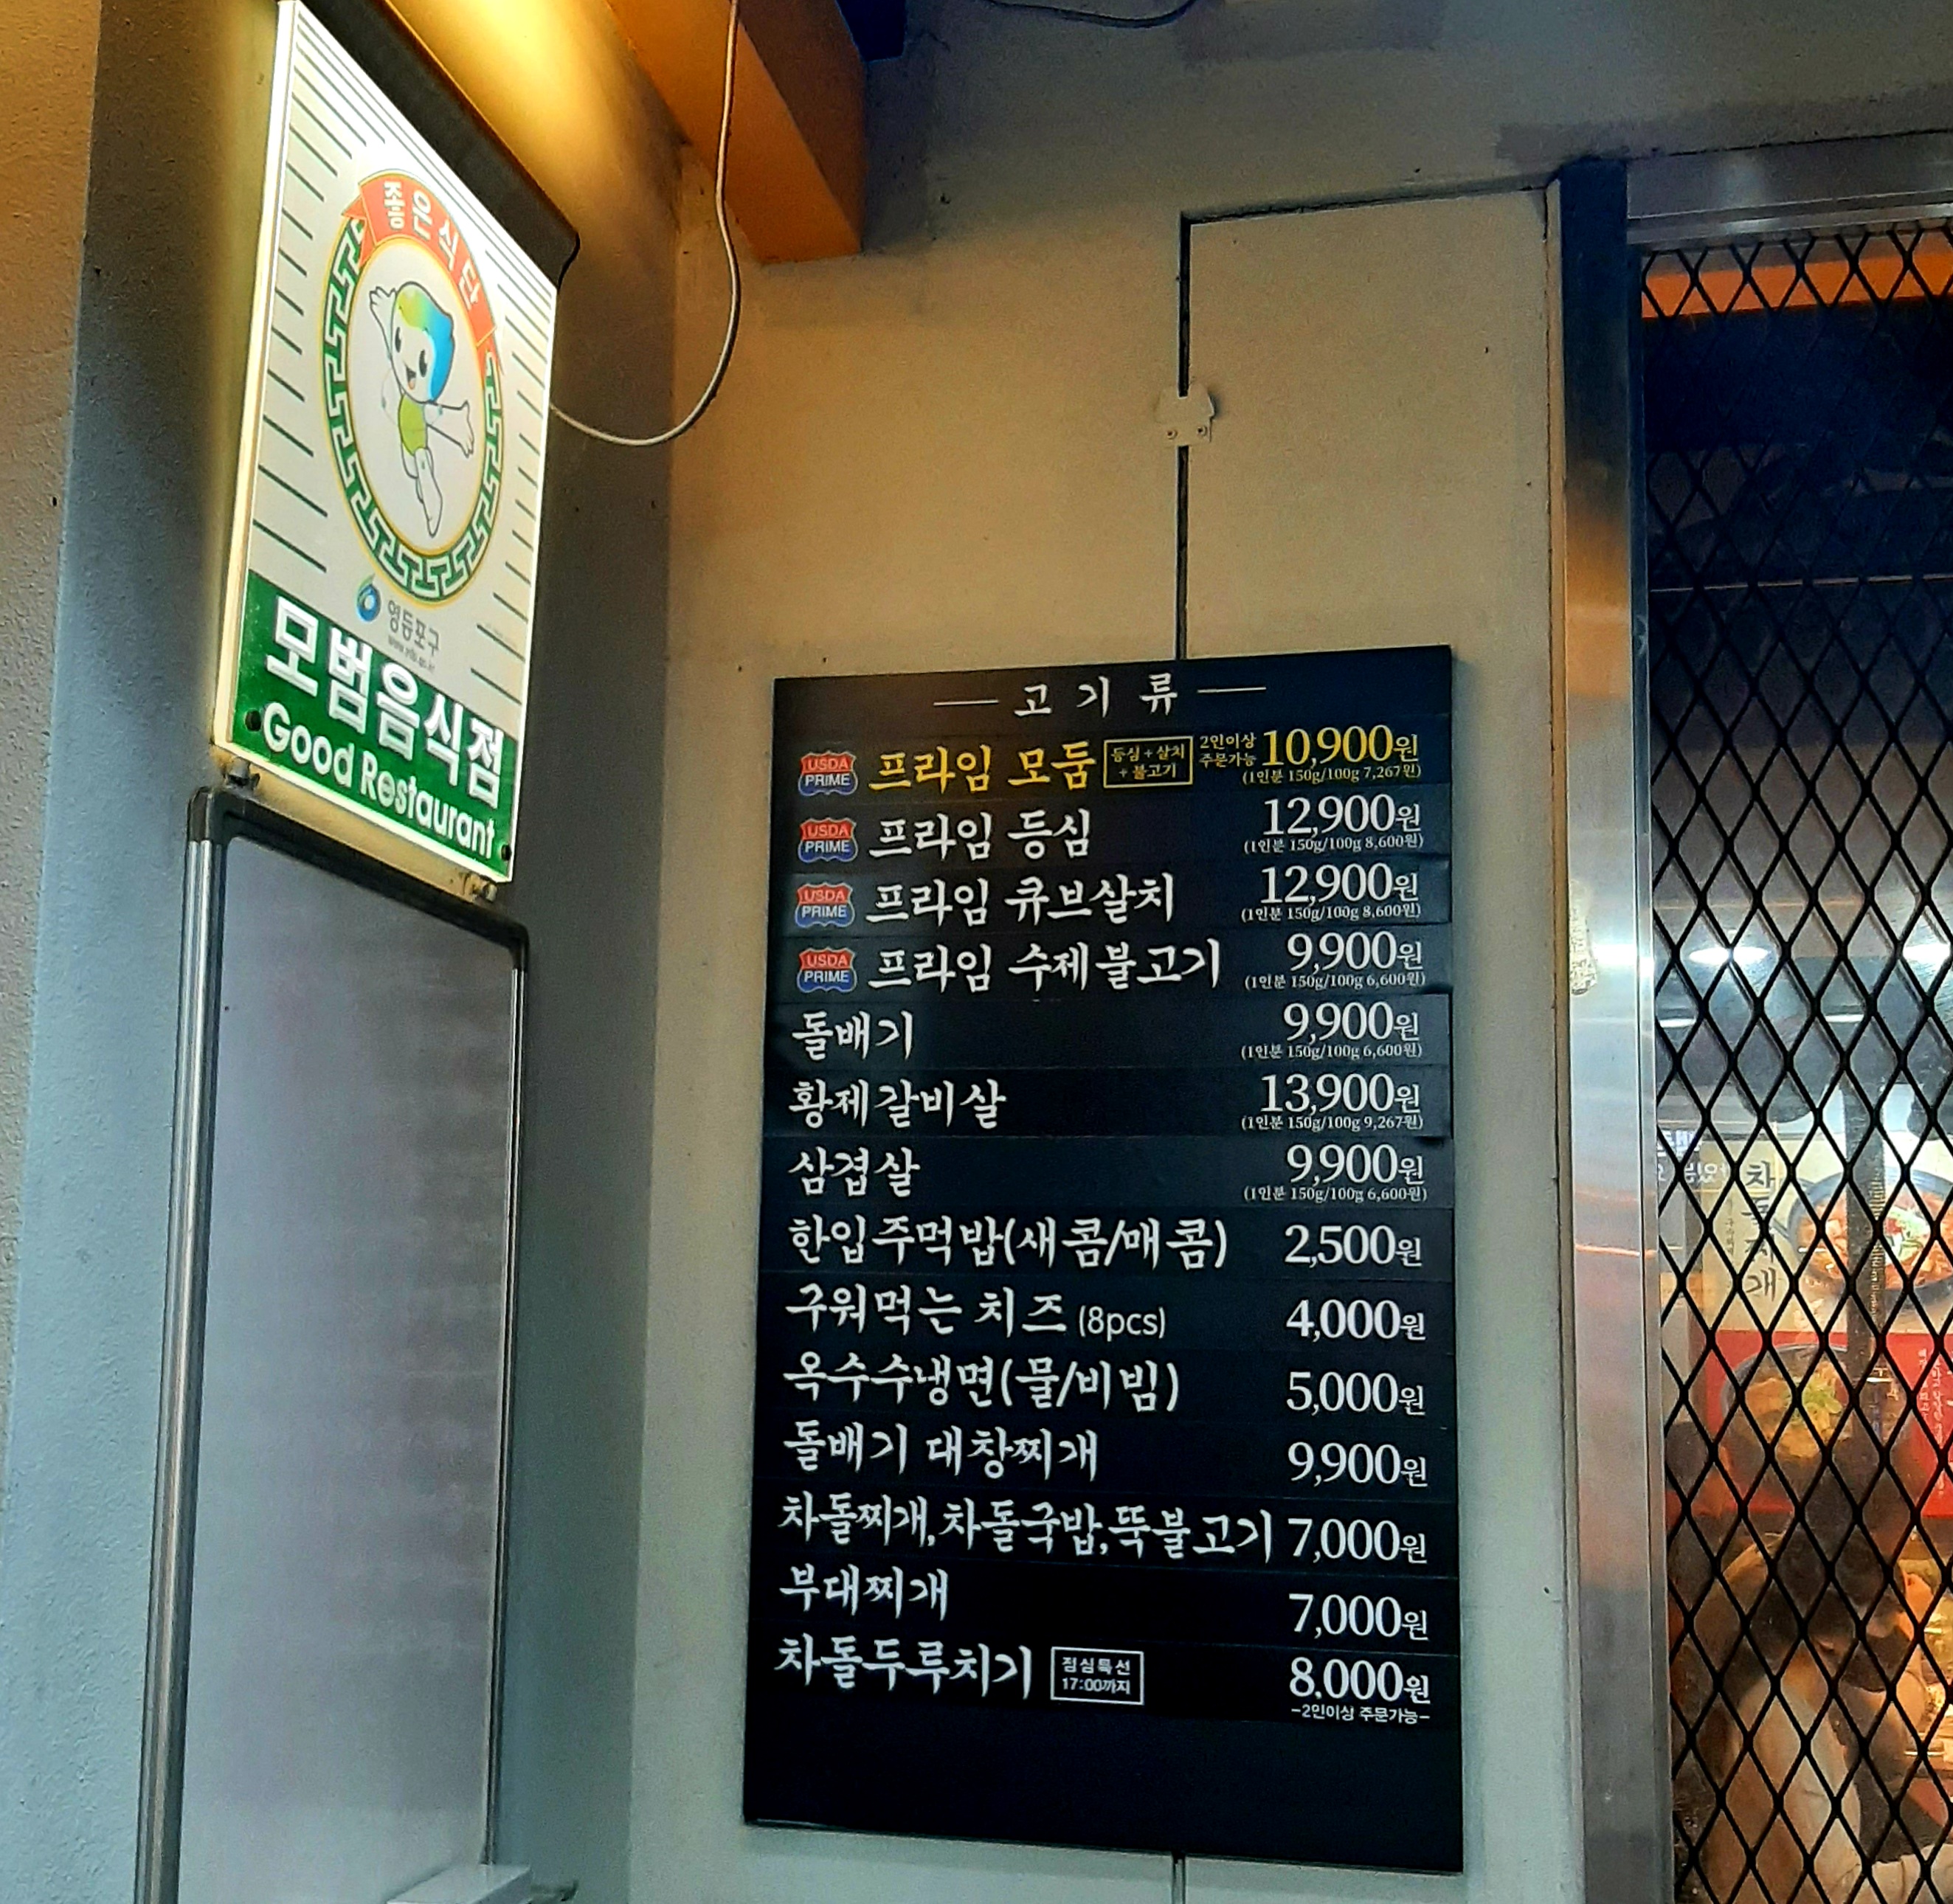 좋은식단
영등포구
모범음식점
Good Restaurant
고기류
USDA PRIME 프라임 모둠 등심+살치+불고기 2인이상 주문가능 10,900원
(1인분 150g/100g 7,267원)
USDA PRIME 프라임 등심 12,900원
(1인분 150g/100g 8,600원)
USDA PRIME 프라임 큐브살치 12,900원
(1인분 150g/100g 8,600원)
USDA PRIME 프라임 수제불고기 9,900원
(1인분 150g/100g 6,600원)
돌배기 9,900원
(1인분 150g/100g 6,600원)
황제갈비살 13,900원
(1인분 150g/100g 9,267원)
삼겹살 9,900원
(1인분 150g/100g 6,600원)
한입주먹밥(새콤/매콤) 2,500원
구워먹는 치즈 (8pcs) 4,000원
옥수수냉면(물/비빔) 5,000원
돌배기 대창찌개 9,900원
차돌찌개,차돌국밥,뚝불고기 7,000원
부대찌개 7,000원
차돌두루치기 점심특선 17:00까지 8,000원
-2인이상 주문가능-